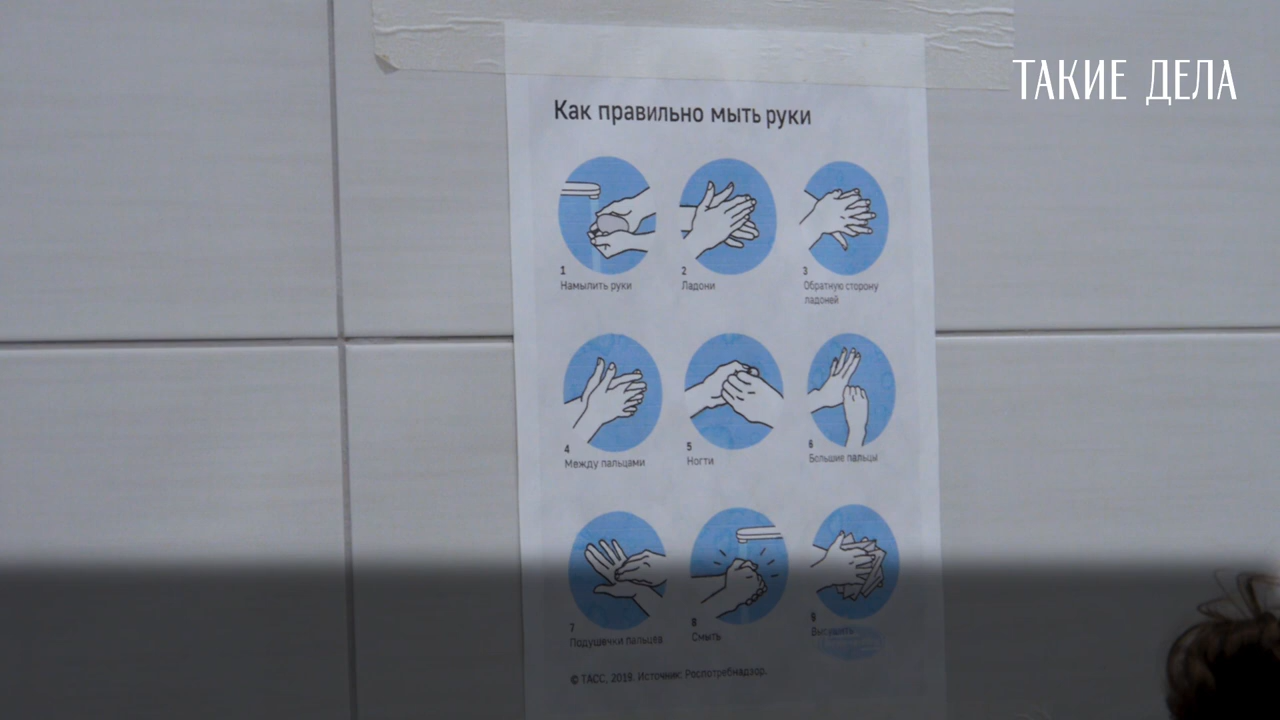 ТАКИЕ ДЕЛА
Как правильно мыть руки
1
Намылить руки
2
Ладони
3
Обратную сторону
ладоней
4
Между пальцами
5
Ногти
6
Большие пальцы
7
Подушечки пальцев
8
Смыть
9
Высушить
© ТАСС, 2019. Источник: Роспотребнадзор.